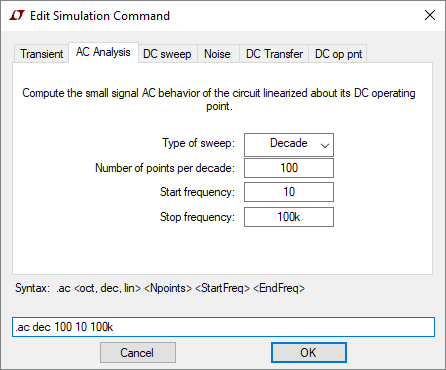 Edit Simulation Command
Transient AC Analysis DC sweep Noise DC Transfer DC op pnt
Compute the small signal AC behavior of the circuit linearized about its DC operating
point.
Type of sweep: Decade
Number of points per decade: 100
Start frequency: 10
Stop frequency: 100k
Syntax: .ac <oct, dec, lin> <Npoints> <StartFreq> <EndFreq>
.ac dec 100 10 100k
Cancel OK